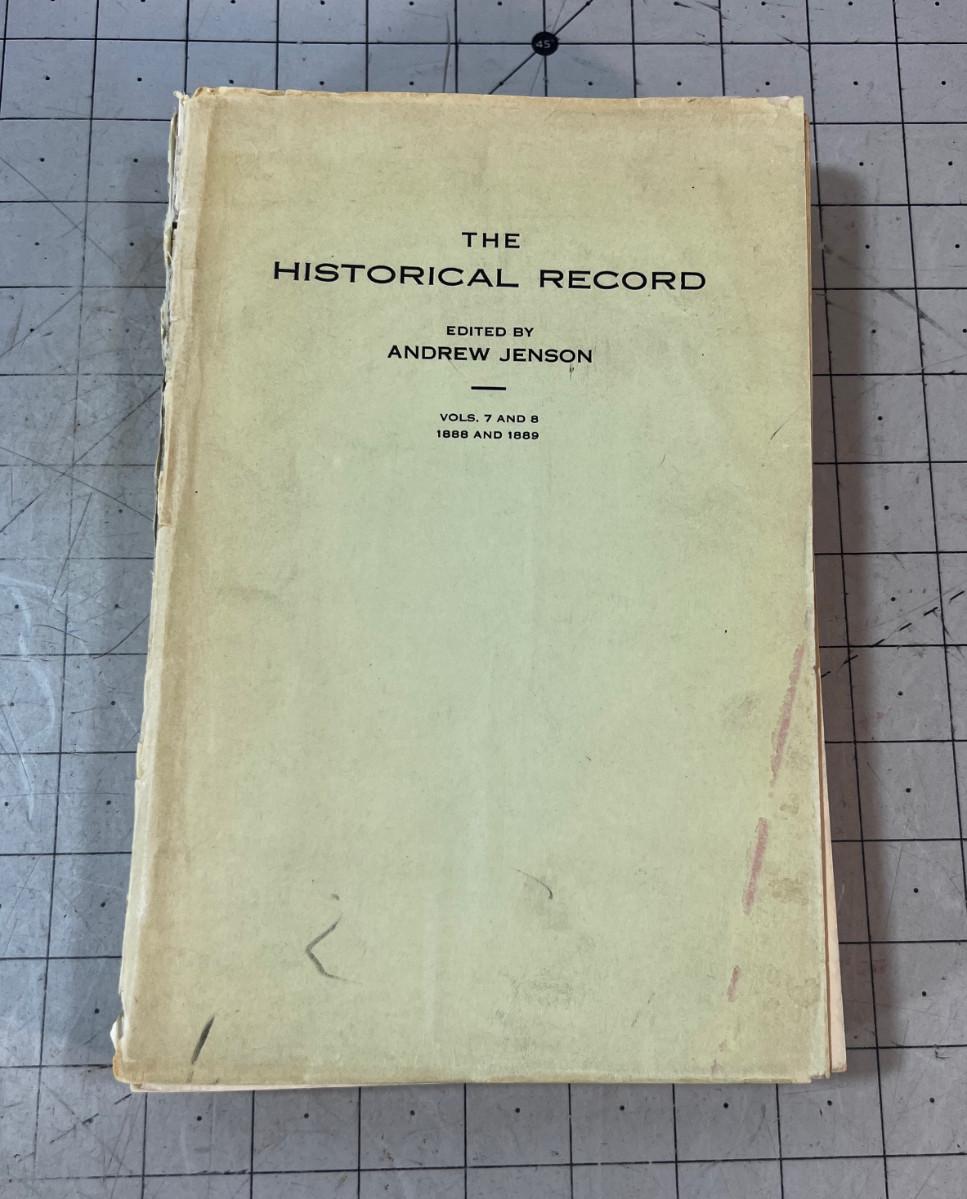 45°
THE
HISTORICAL RECORD
EDITED BY
ANDREW JENSON
VOLS. 7 AND 8
1888 AND 1889